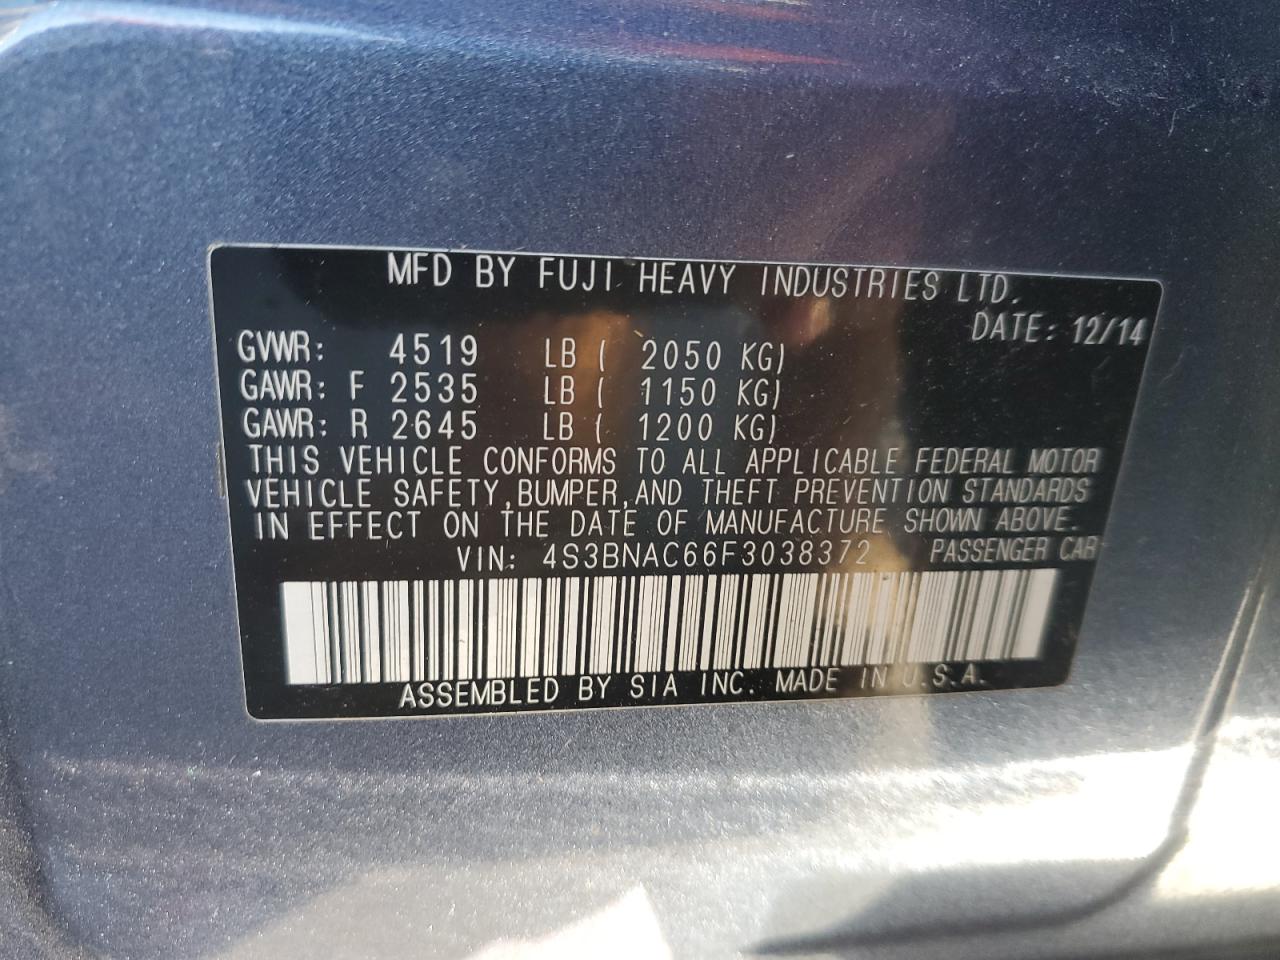 MFD BY FUJI HEAVY INDUSTRIES LTD.
DATE: 12/14
GVWR: 4519 LB ( 2050 KG)
GAWR: F 2535 LB ( 1150 KG)
GAWR: R 2645 LB ( 1200 KG)
THIS VEHICLE CONFORMS TO ALL APPLICABLE FEDERAL MOTOR
VEHICLE SAFETY, BUMPER, AND THEFT PREVENTION STANDARDS
IN EFFECT ON THE DATE OF MANUFACTURE SHOWN ABOVE.
VIN: 4S3BNAC66F3038372 PASSENGER CAR
ASSEMBLED BY SIA INC. MADE IN U.S.A.